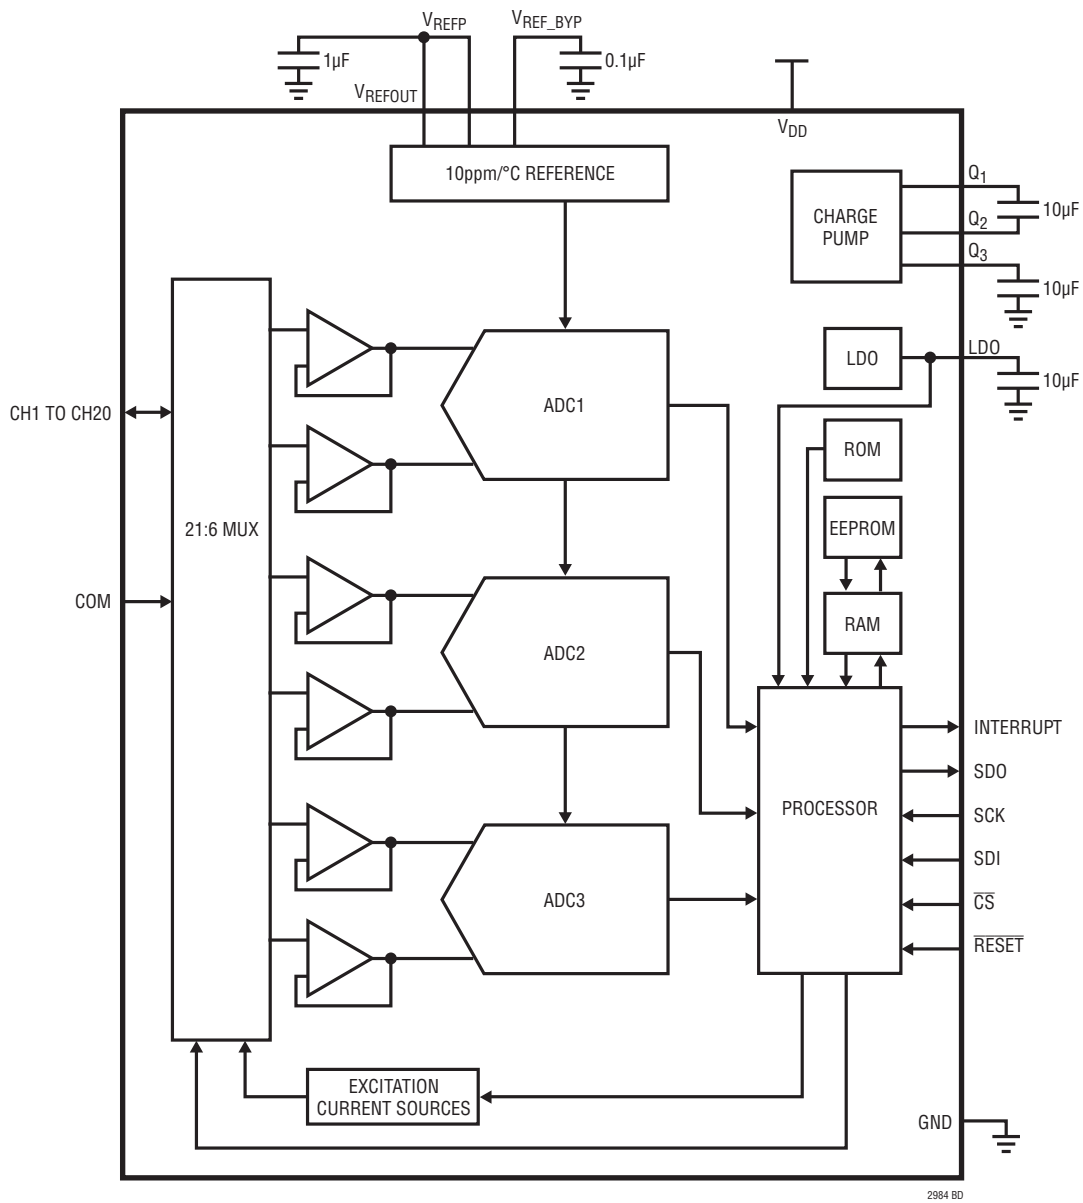 VREFP
VREF_BYP
1µF
0.1µF
VREFOUT
VDD
10ppm/°C REFERENCE
CHARGE
PUMP
Q1
Q2
10µF
Q3
10µF
LDO
LDO
10µF
CH1 TO CH20
ADC1
ROM
EEPROM
21:6 MUX
COM
RAM
ADC2
INTERRUPT
SDO
PROCESSOR
SCK
SDI
ADC3
C̅S̅
R̅E̅S̅E̅T̅
EXCITATION
CURRENT SOURCES
GND
2984 BD